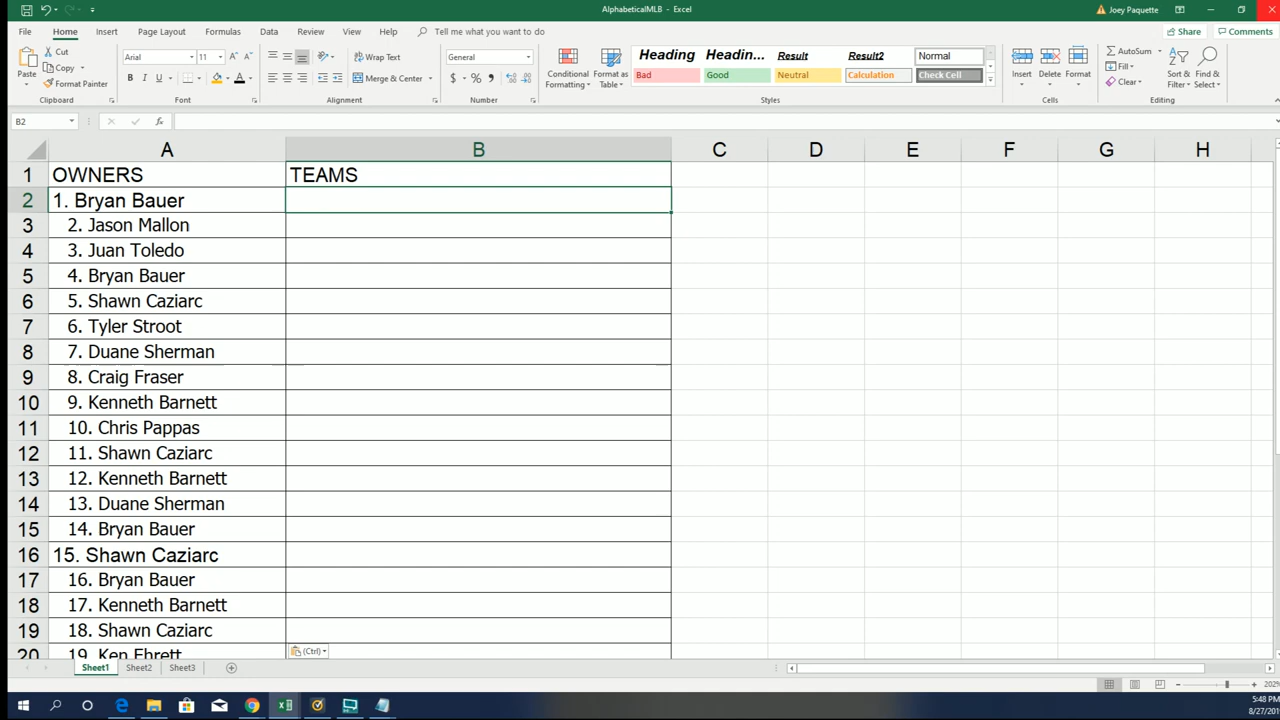 AlphabeticalMLB - Excel
Joey Paquette
File Home Insert Page Layout Formulas Data Review View Help Tell me what you want to do
Share Comments
Paste
Cut
Copy
Format Painter
Clipboard
Arial 11
B I U
Font
Wrap Text
Merge & Center
Alignment
General
$ % ,
Number
Conditional Formatting
Format as Table
Heading Headin... Result Result2 Normal
Bad Good Neutral Calculation Check Cell
Styles
Insert Delete Format
Cells
AutoSum
Fill
Clear
Sort & Filter
Find & Select
Editing
B2
fx
A B C D E F G H
1 OWNERS TEAMS
2 1. Bryan Bauer
3 2. Jason Mallon
4 3. Juan Toledo
5 4. Bryan Bauer
6 5. Shawn Caziarc
7 6. Tyler Stroot
8 7. Duane Sherman
9 8. Craig Fraser
10 9. Kenneth Barnett
11 10. Chris Pappas
12 11. Shawn Caziarc
13 12. Kenneth Barnett
14 13. Duane Sherman
15 14. Bryan Bauer
16 15. Shawn Caziarc
17 16. Bryan Bauer
18 17. Kenneth Barnett
19 18. Shawn Caziarc
20 19. Ken Ehrett
(Ctrl)
Sheet1 Sheet2 Sheet3
202%
5:48 PM
8/27/201